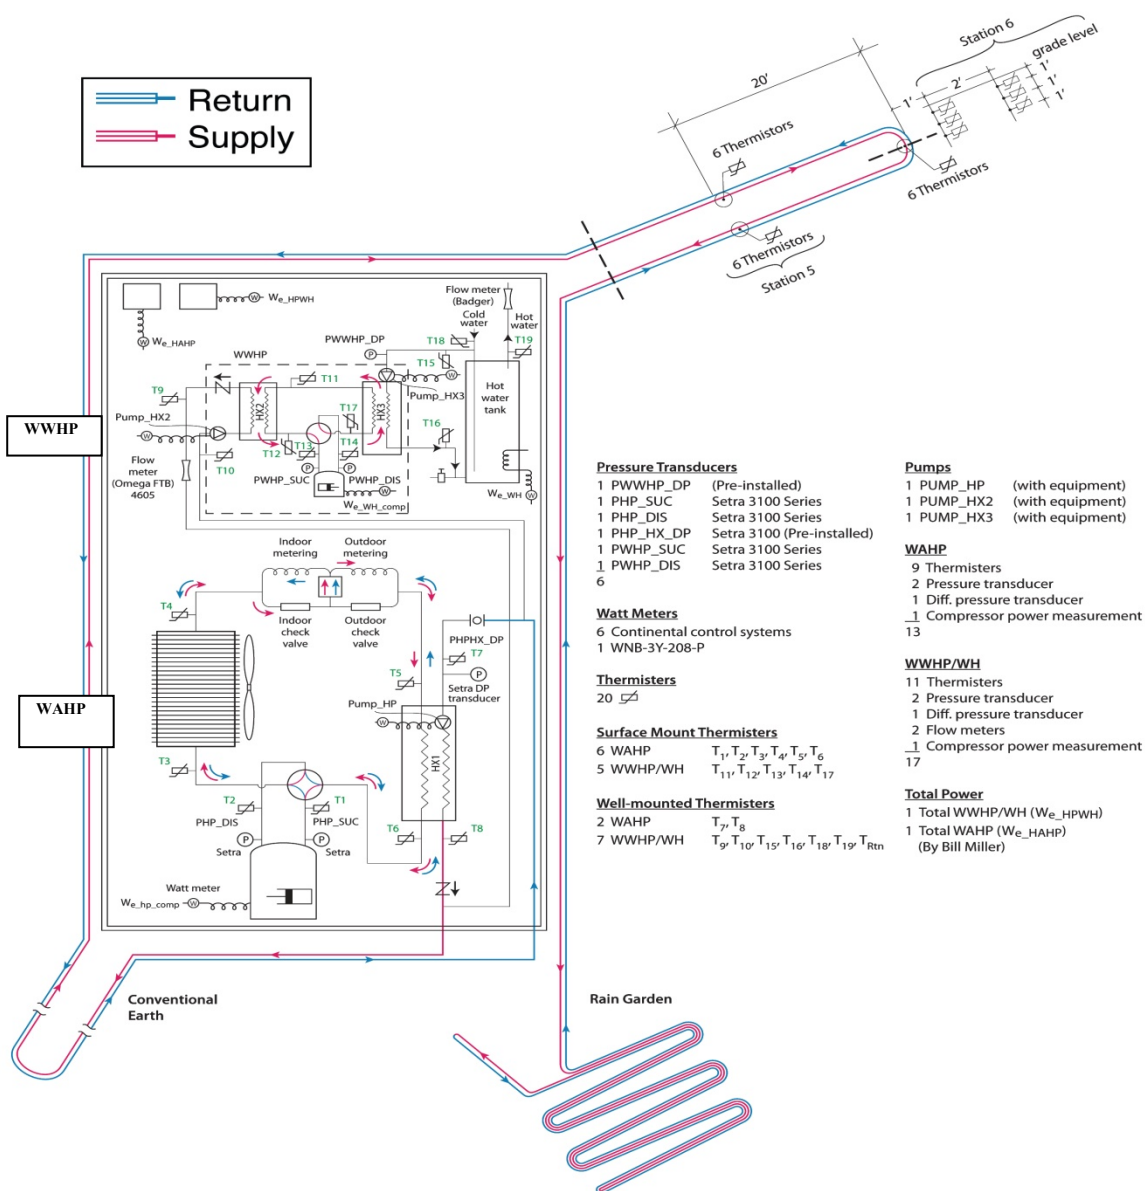 Return
Supply
Station 6
grade level
20'
1'
2'
1'
1'
1'
6 Thermistors
6 Thermistors
6 Thermistors
Station 5
We_HPWH
We_HAHP
Flow meter
(Badger)
Cold
water
Hot
water
PWWHP_DP
P
T18
T19
T15
WWHP
T9
T11
W
Pump_HX3
Hot
water
tank
Pump_HX2
HX2
HX3
T17
T16
W
T10
T12
T13
T14
P
P
Flow
meter
(Omega FTB)
4605
PWHP_SUC
PWHP_DIS
We_WH_comp
W
We_WH
W
WWHP
WAHP
Indoor
metering
Outdoor
metering
T4
Indoor
check
valve
Outdoor
check
valve
PHPHX_DP
T7
T5
P
Setra DP
transducer
Pump_HP
W
HX1
T3
T2
T1
PHP_DIS
PHP_SUC
T6
T8
P
P
Setra
Setra
Watt meter
We_hp_comp
W
Conventional
Earth
Rain Garden
Pressure Transducers
1 PWWHP_DP (Pre-installed)
1 PHP_SUC Setra 3100 Series
1 PHP_DIS Setra 3100 Series
1 PHP_HX_DP Setra 3100 (Pre-installed)
1 PWHP_SUC Setra 3100 Series
1 PWHP_DIS Setra 3100 Series
6
Watt Meters
6 Continental control systems
1 WNB-3Y-208-P
Thermisters
20
Surface Mount Thermisters
6 WAHP T1, T2, T3, T4, T5, T6
5 WWHP/WH T11, T12, T13, T14, T17
Well-mounted Thermisters
2 WAHP T7, T8
7 WWHP/WH T9, T10, T15, T16, T18, T19, TRtn
Pumps
1 PUMP_HP (with equipment)
1 PUMP_HX2 (with equipment)
1 PUMP_HX3 (with equipment)
WAHP
9 Thermisters
2 Pressure transducer
1 Diff. pressure transducer
1 Compressor power measurement
13
WWHP/WH
11 Thermisters
2 Pressure transducer
1 Diff. pressure transducer
2 Flow meters
1 Compressor power measurement
17
Total Power
1 Total WWHP/WH (We_HPWH)
1 Total WAHP (We_HAHP)
(By Bill Miller)